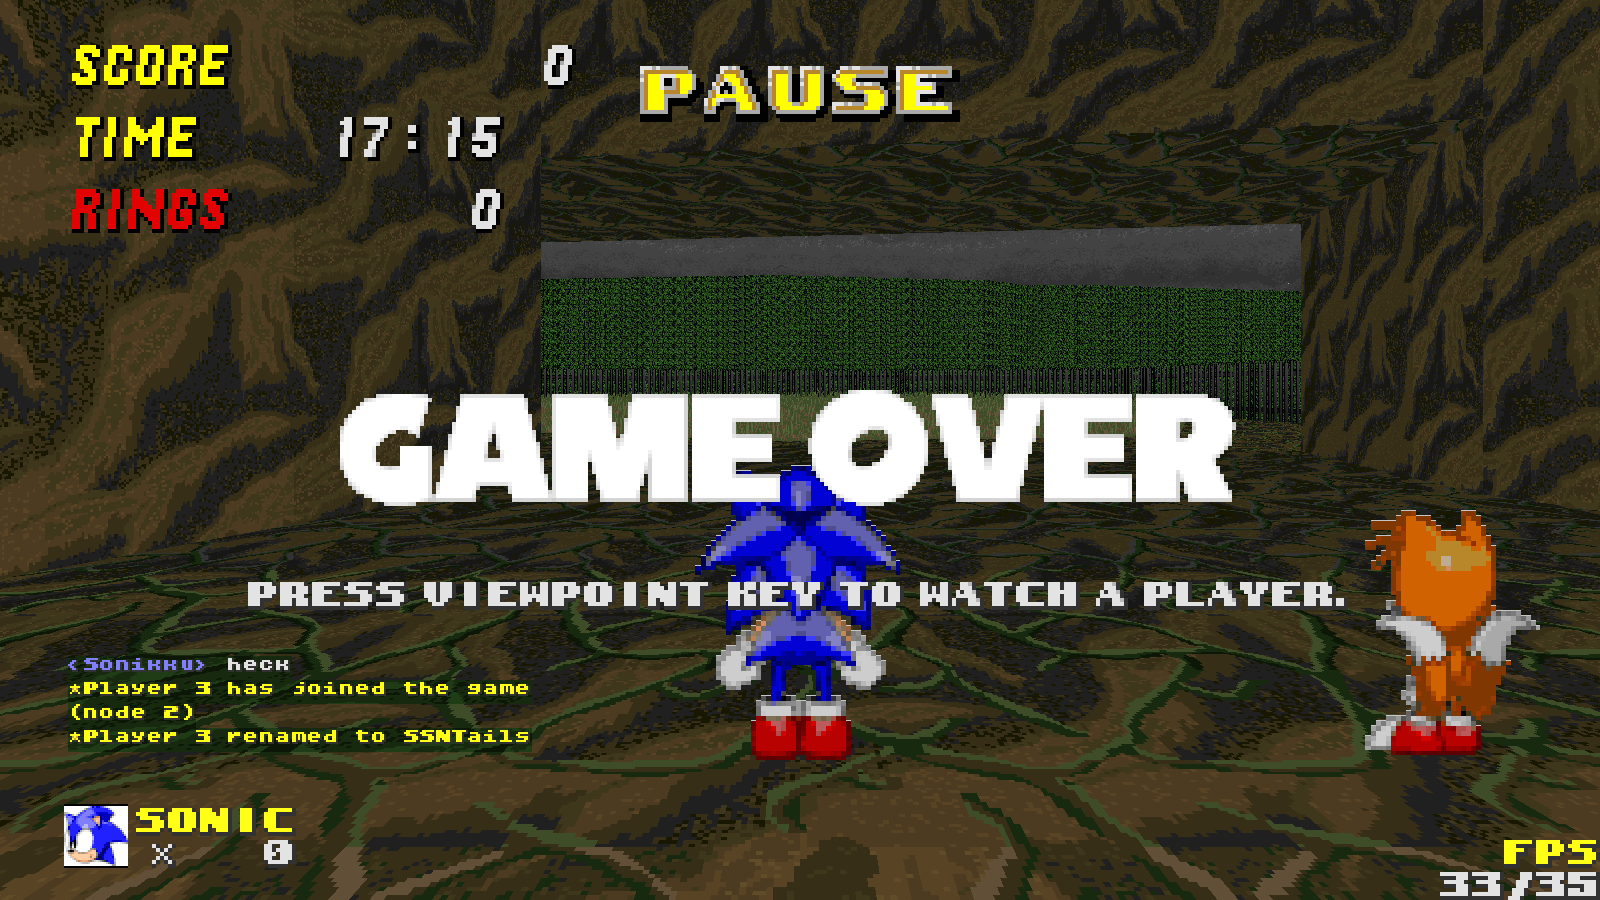 SCORE 0
PAUSE
TIME 17:15
RINGS 0
GAME OVER
PRESS VIEWPOINT KEY TO WATCH A PLAYER.
<Sonikku> heck
*Player 3 has joined the game
(node 2)
*Player 3 renamed to SSNTails
SONIC
x 0
FPS
33/35